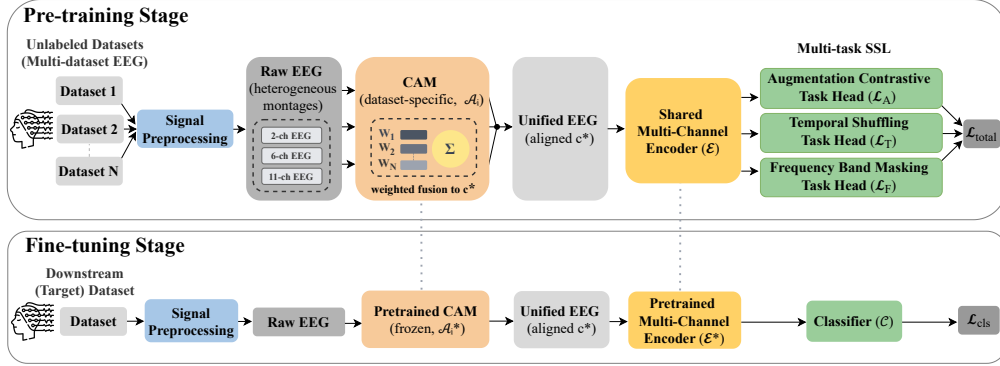 Pre-training Stage
Unlabeled Datasets
(Multi-dataset EEG)
Dataset 1
Dataset 2
Dataset N
Signal
Preprocessing
Raw EEG
(heterogeneous
montages)
2-ch EEG
6-ch EEG
11-ch EEG
CAM
(dataset-specific, 𝒜ᵢ)
W₁
W₂
W_N
Σ
weighted fusion to c*
Unified EEG
(aligned c*)
Shared
Multi-Channel
Encoder (ℰ)
Multi-task SSL
Augmentation Contrastive
Task Head (ℒ_A)
Temporal Shuffling
Task Head (ℒ_T)
Frequency Band Masking
Task Head (ℒ_F)
ℒ_total
Fine-tuning Stage
Downstream
(Target) Dataset
Dataset
Signal
Preprocessing
Raw EEG
Pretrained CAM
(frozen, 𝒜ᵢ*)
Unified EEG
(aligned c*)
Pretrained
Multi-Channel
Encoder (ℰ*)
Classifier (𝒞)
ℒ_cls